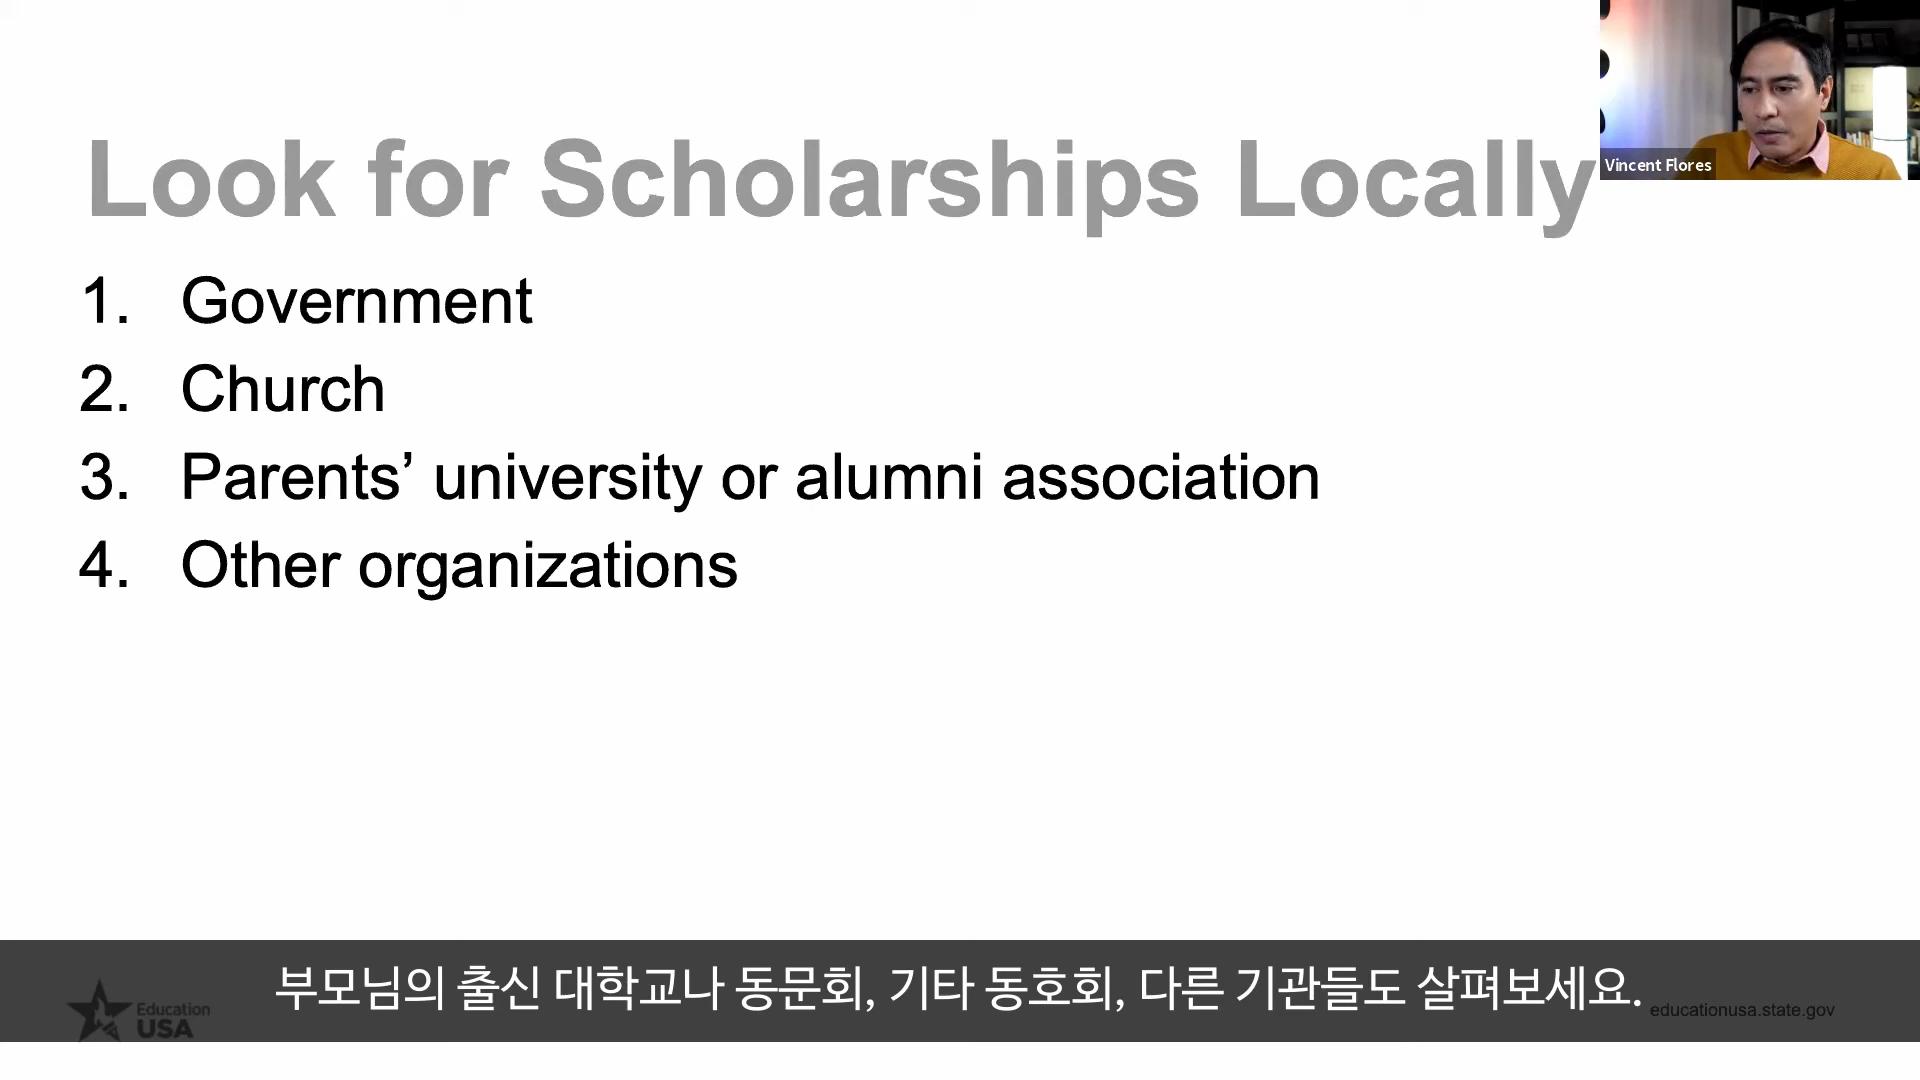 Look for Scholarships Locally
Vincent Flores
1. Government
2. Church
3. Parents’ university or alumni association
4. Other organizations
부모님의 출신 대학교나 동문회, 기타 동호회, 다른 기관들도 살펴보세요.
Education
USA
educationusa.state.gov